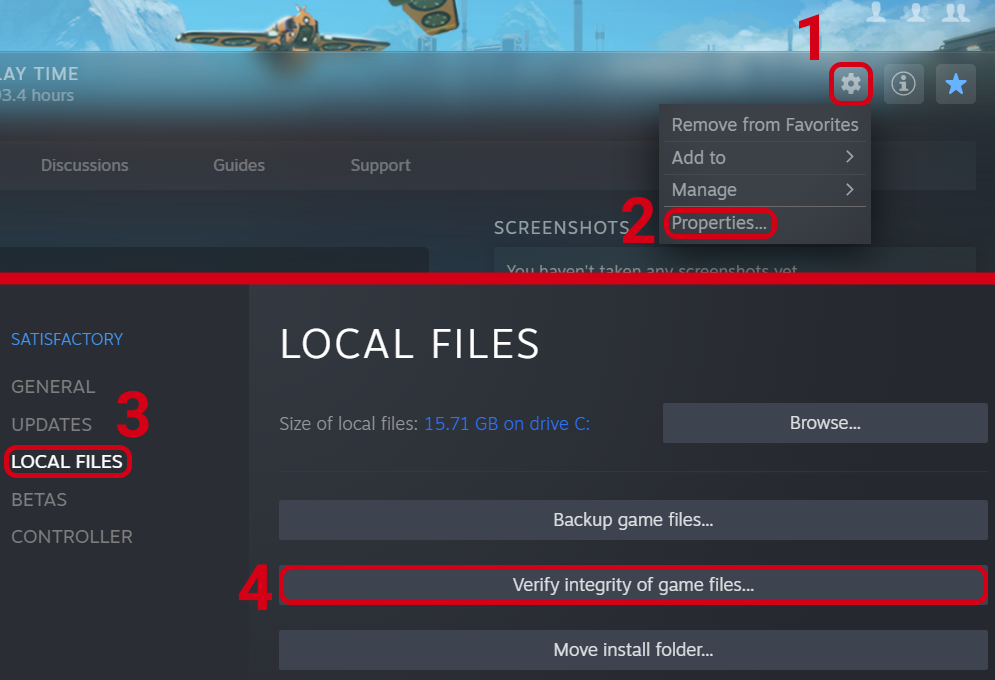 1
LAY TIME
93.4 hours
Remove from Favorites
Discussions
Guides
Support
Add to
Manage
2
Properties...
SCREENSHOTS
You haven't taken any screenshots yet
SATISFACTORY
LOCAL FILES
GENERAL
3
UPDATES
Size of local files: 15.71 GB on drive C:
Browse...
LOCAL FILES
BETAS
Backup game files...
CONTROLLER
4
Verify integrity of game files...
Move install folder...